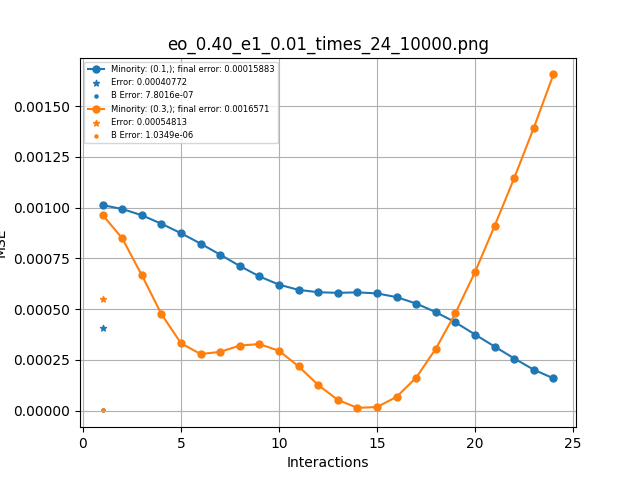 eo_0.40_e1_0.01_times_24_10000.png
Minority: (0.1,); final error: 0.00015883
Error: 0.00040772
B Error: 7.8016e-07
Minority: (0.3,); final error: 0.0016571
Error: 0.00054813
B Error: 1.0349e-06
0.00150
0.00125
0.00100
0.00075
0.00050
0.00025
0.00000
MSE
0 5 10 15 20 25
Interactions